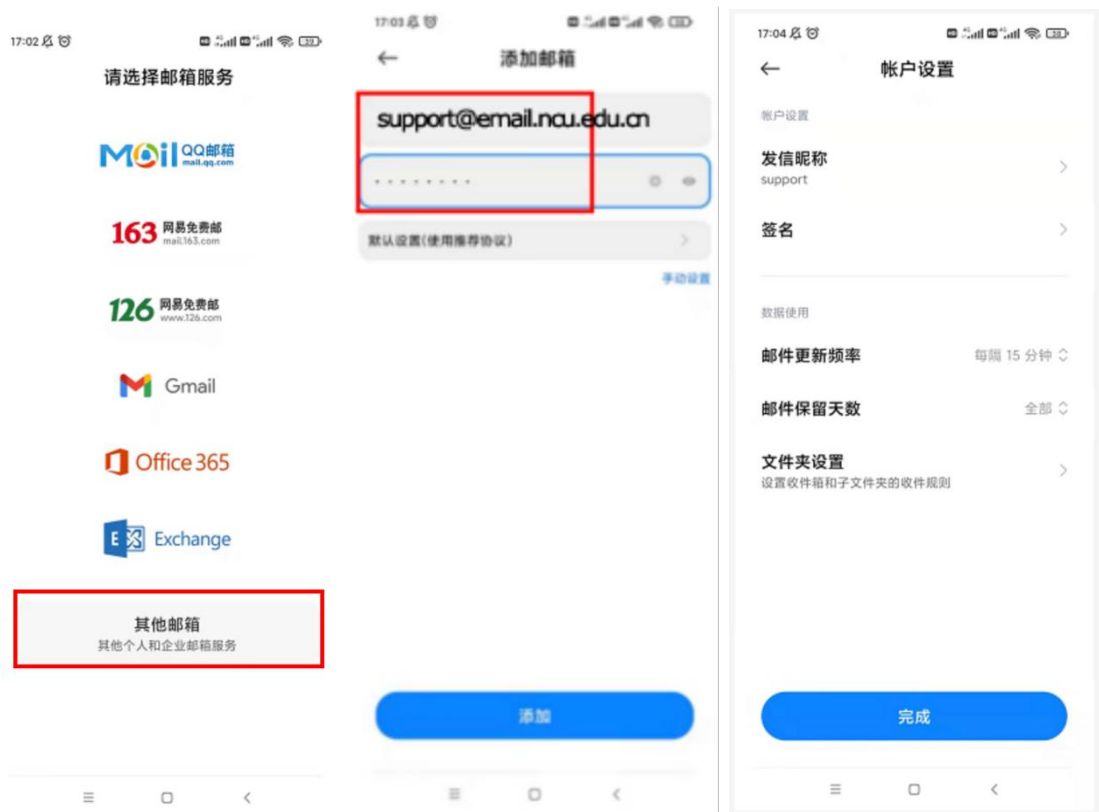 17:02
请选择邮箱服务
MOil QQ邮箱
mail.qq.com
163 网易免费邮
mail.163.com
126 网易免费邮
www.126.com
Gmail
Office 365
Exchange
其他邮箱
其他个人和企业邮箱服务
17:03
添加邮箱
support@email.ncu.edu.cn
默认设置(使用推荐协议)
手动设置
添加
17:04
帐户设置
帐户设置
发信昵称
support
签名
数据使用
邮件更新频率 每隔 15 分钟
邮件保留天数 全部
文件夹设置
设置收件箱和子文件夹的收件规则
完成